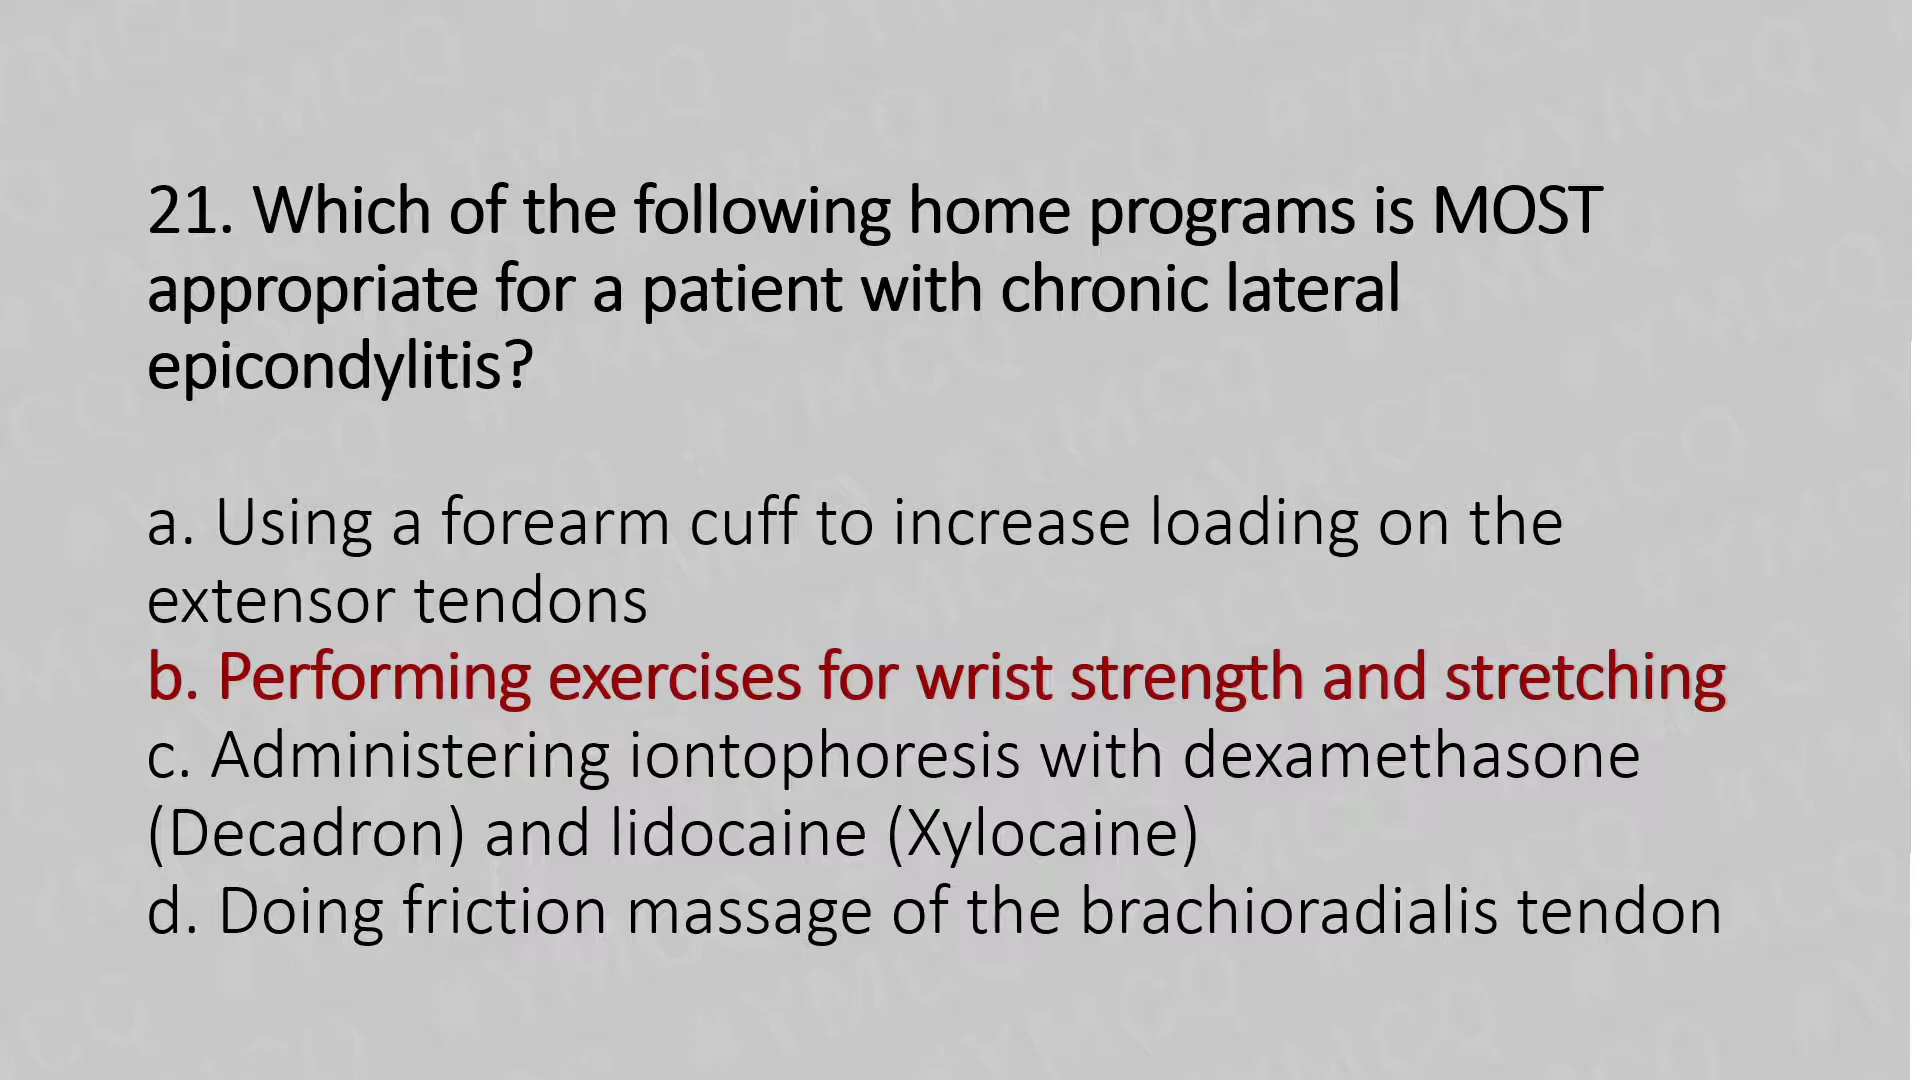 21. Which of the following home programs is MOST
appropriate for a patient with chronic lateral
epicondylitis?
a. Using a forearm cuff to increase loading on the
extensor tendons
b. Performing exercises for wrist strength and stretching
c. Administering iontophoresis with dexamethasone
(Decadron) and lidocaine (Xylocaine)
d. Doing friction massage of the brachioradialis tendon